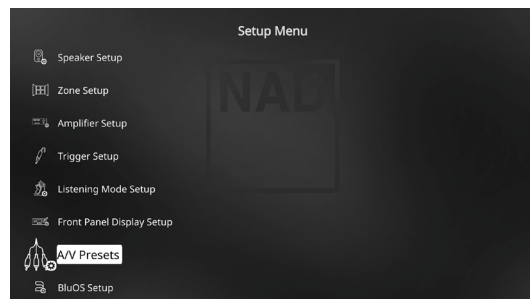 Setup Menu
Speaker Setup
Zone Setup
Amplifier Setup
Trigger Setup
Listening Mode Setup
Front Panel Display Setup
A/V Presets
BluOS Setup
NAD